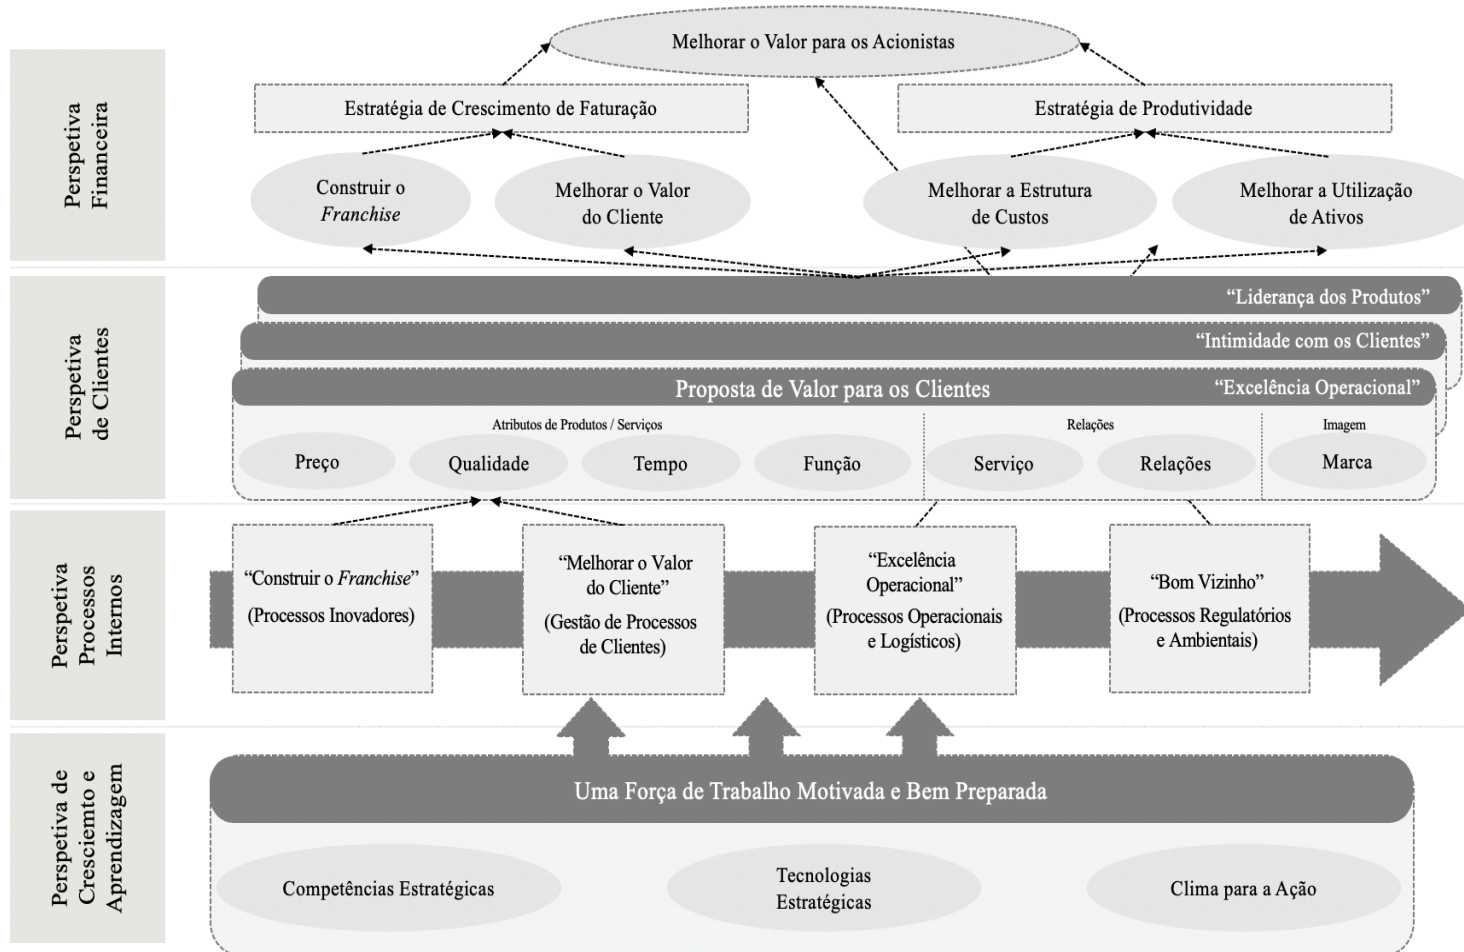 Melhorar o Valor para os Acionistas
Perspetiva
Financeira
Estratégia de Crescimento de Faturação
Estratégia de Produtividade
Construir o
Franchise
Melhorar o Valor
do Cliente
Melhorar a Estrutura
de Custos
Melhorar a Utilização
de Ativos
Perspetiva
de Clientes
“Liderança dos Produtos”
“Intimidade com os Clientes”
Proposta de Valor para os Clientes
“Excelência Operacional”
Atributos de Produtos / Serviços
Relações
Imagem
Preço
Qualidade
Tempo
Função
Serviço
Relações
Marca
Perspetiva
Processos
Internos
“Construir o Franchise”
(Processos Inovadores)
“Melhorar o Valor
do Cliente”
(Gestão de Processos
de Clientes)
“Excelência
Operacional”
(Processos Operacionais
e Logísticos)
“Bom Vizinho”
(Processos Regulatórios
e Ambientais)
Perspetiva de
Cresciemto e
Aprendizagem
Uma Força de Trabalho Motivada e Bem Preparada
Competências Estratégicas
Tecnologias
Estratégicas
Clima para a Ação